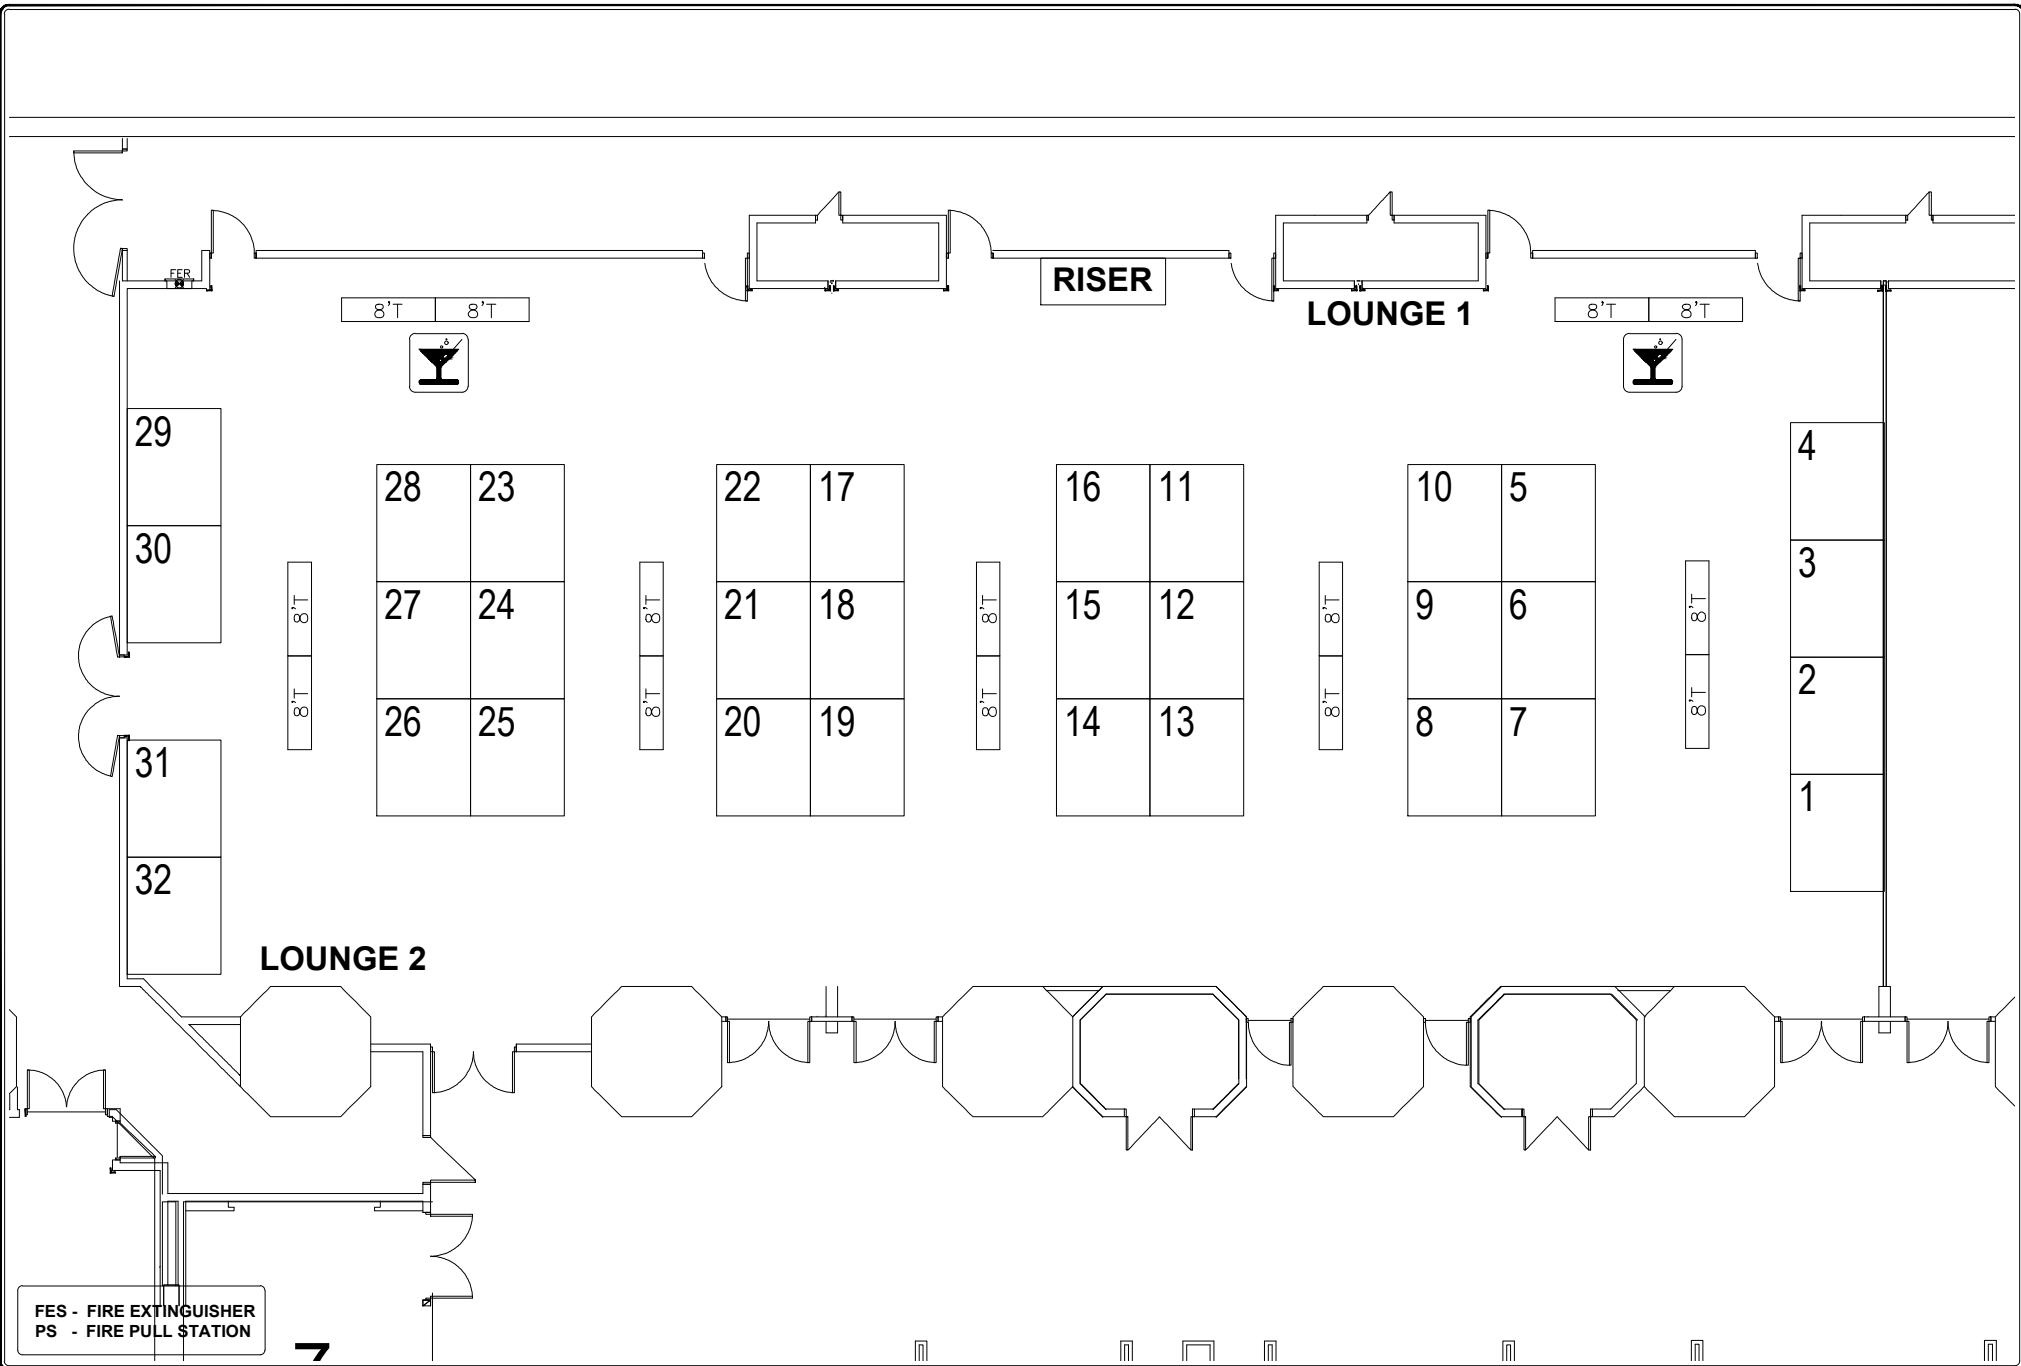 FER
RISER
8'T 8'T
LOUNGE 1
8'T 8'T
29
4
28 23
22 17
16 11
10 5
30
3
27 24
21 18
15 12
9 6
8'T
8'T
8'T
8'T
8'T
2
8'T
8'T
8'T
8'T
8'T
26 25
20 19
14 13
8 7
31
1
32
LOUNGE 2
FES - FIRE EXTINGUISHER
PS - FIRE PULL STATION